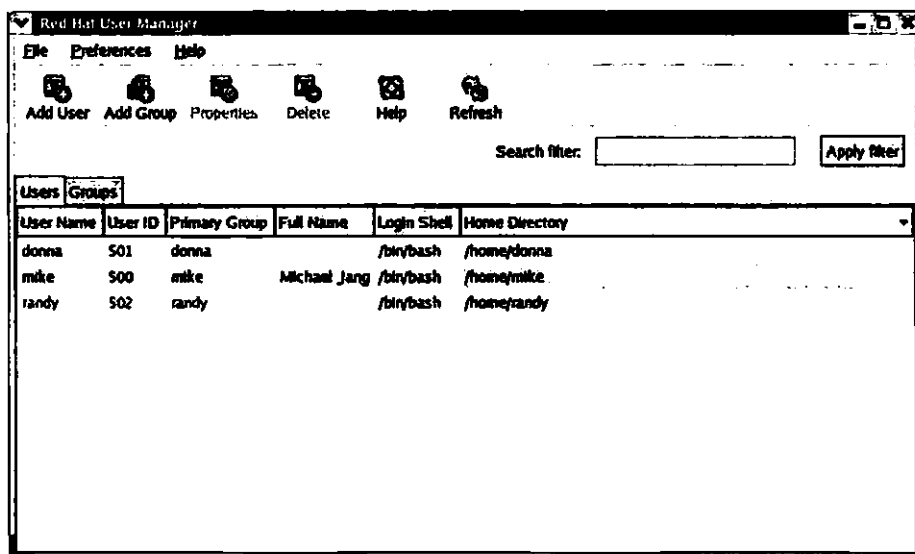 Red Hat User Manager
File Preferences Help
Add User Add Group Properties Delete Help Refresh
Search filter: Apply filter
Users Groups
User Name User ID Primary Group Full Name Login Shell Home Directory
donna 501 donna /bin/bash /home/donna
mike 500 mike Michael Jang /bin/bash /home/mike
randy 502 randy /bin/bash /home/randy